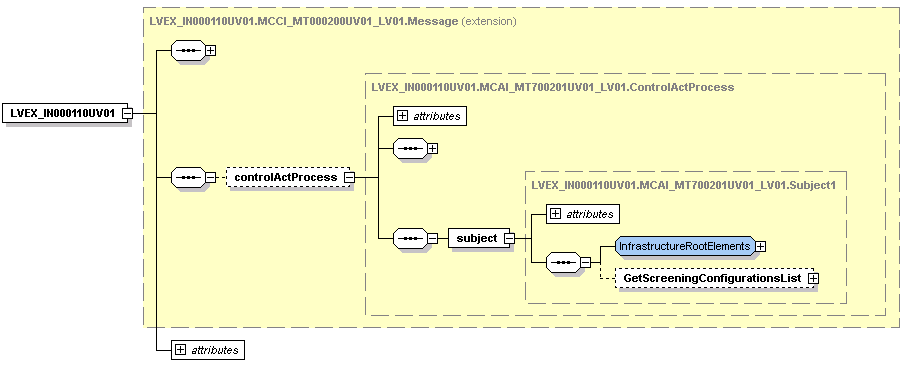 LVEX_IN000110UV01.MCCI_MT000200UV01_LV01.Message (extension)
LVEX_IN000110UV01.MCAI_MT700201UV01_LV01.ControlActProcess
LVEX_IN000110UV01
attributes
controlActProcess
LVEX_IN000110UV01.MCAI_MT700201UV01_LV01.Subject1
attributes
subject
InfrastructureRootElements
GetScreeningConfigurationsList
attributes